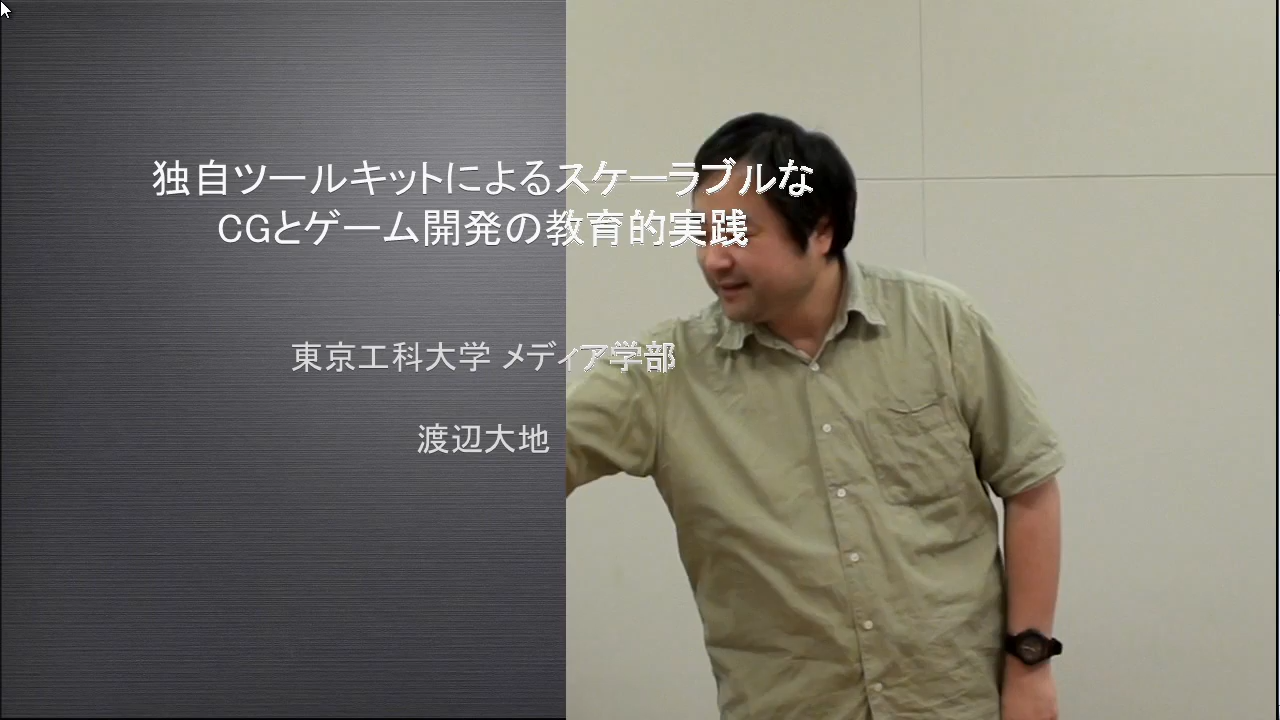 独自ツールキットによるスケーラブルな
CGとゲーム開発の教育的実践
東京工科大学 メディア学部
渡辺大地